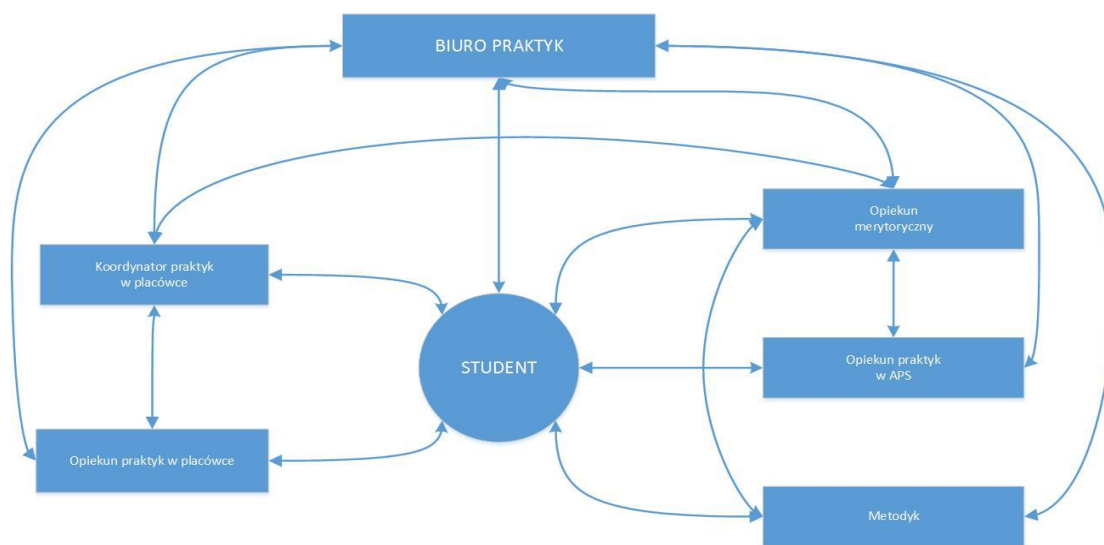 BIURO PRAKTYK
Opiekun
merytoryczny
Koordynator praktyk
w placówce
STUDENT
Opiekun praktyk
w APS
Opiekun praktyk w placówce
Metodyk